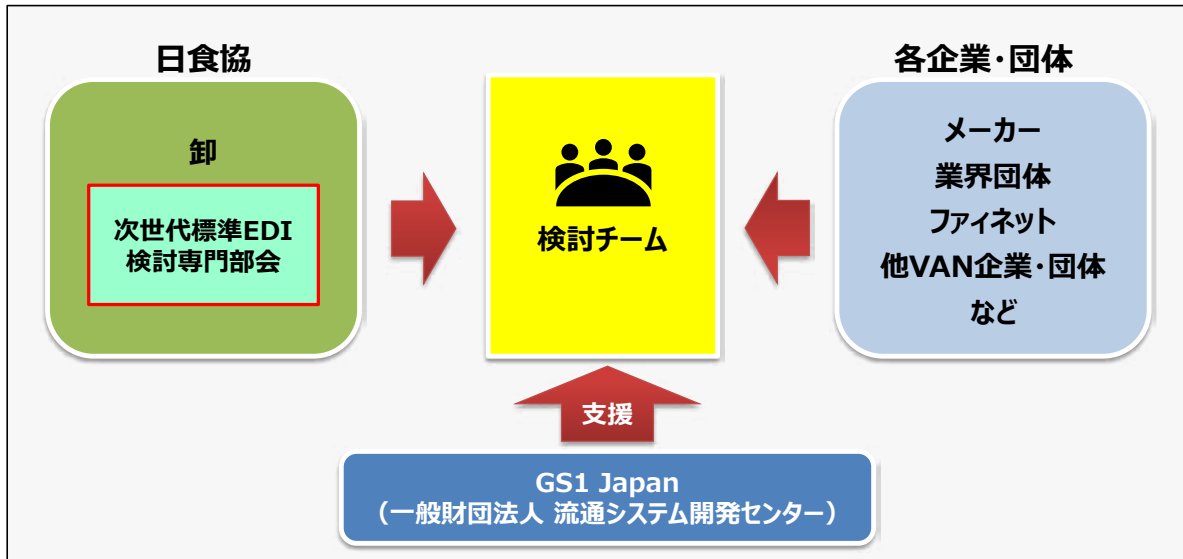 日食協
卸
次世代標準EDI
検討専門部会
検討チーム
各企業・団体
メーカー
業界団体
ファイネット
他VAN企業・団体
など
支援
GS1 Japan
（一般財団法人 流通システム開発センター）